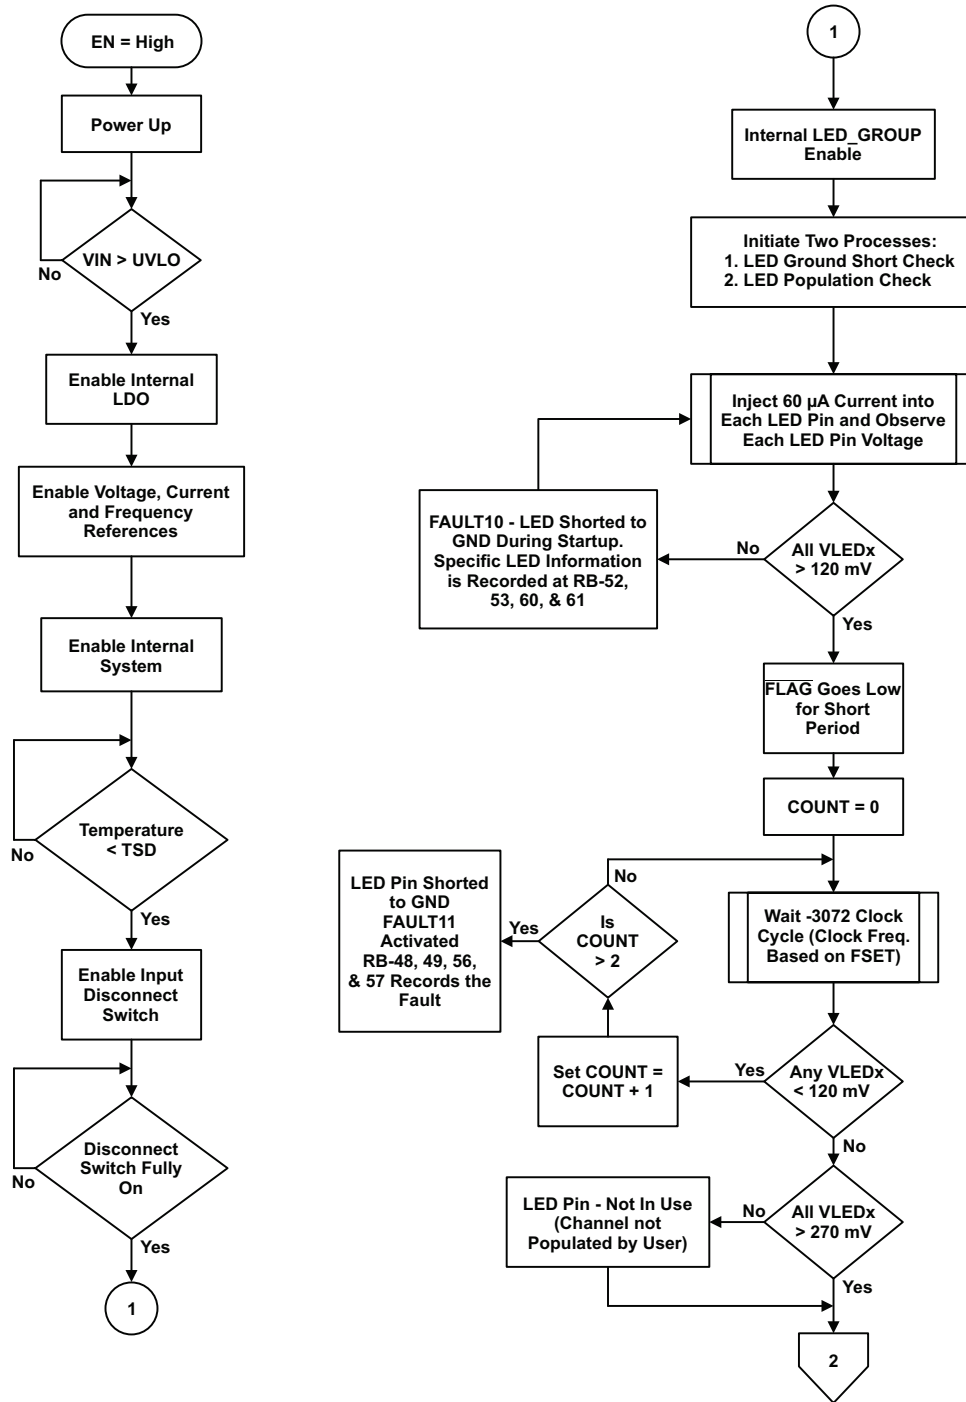 EN = High
Power Up
VIN > UVLO
No
Yes
Enable Internal
LDO
Enable Voltage, Current
and Frequency
References
Enable Internal
System
Temperature
< TSD
No
Yes
Enable Input
Disconnect
Switch
Disconnect
Switch Fully
On
No
Yes
1
1
Internal LED_GROUP
Enable
Initiate Two Processes:
1. LED Ground Short Check
2. LED Population Check
Inject 60 µA Current into
Each LED Pin and Observe
Each LED Pin Voltage
All VLEDx
> 120 mV
No
FAULT10 - LED Shorted to
GND During Startup.
Specific LED Information
is Recorded at RB-52,
53, 60, & 61
Yes
FLAG Goes Low
for Short
Period
COUNT = 0
Wait -3072 Clock
Cycle (Clock Freq.
Based on FSET)
Any VLEDx
< 120 mV
Yes
Set COUNT =
COUNT + 1
Is
COUNT
> 2
No
Yes
LED Pin Shorted
to GND
FAULT11
Activated
RB-48, 49, 56,
& 57 Records the
Fault
No
All VLEDx
> 270 mV
No
LED Pin - Not In Use
(Channel not
Populated by User)
Yes
2